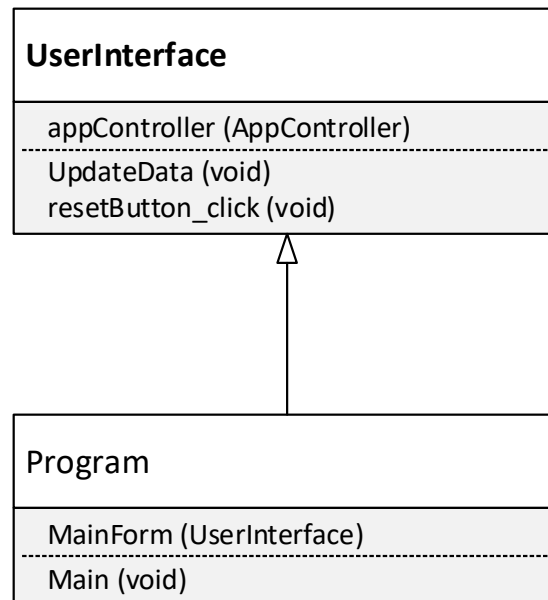 UserInterface
appController (AppController)
UpdateData (void)
resetButton_click (void)
Program
MainForm (UserInterface)
Main (void)